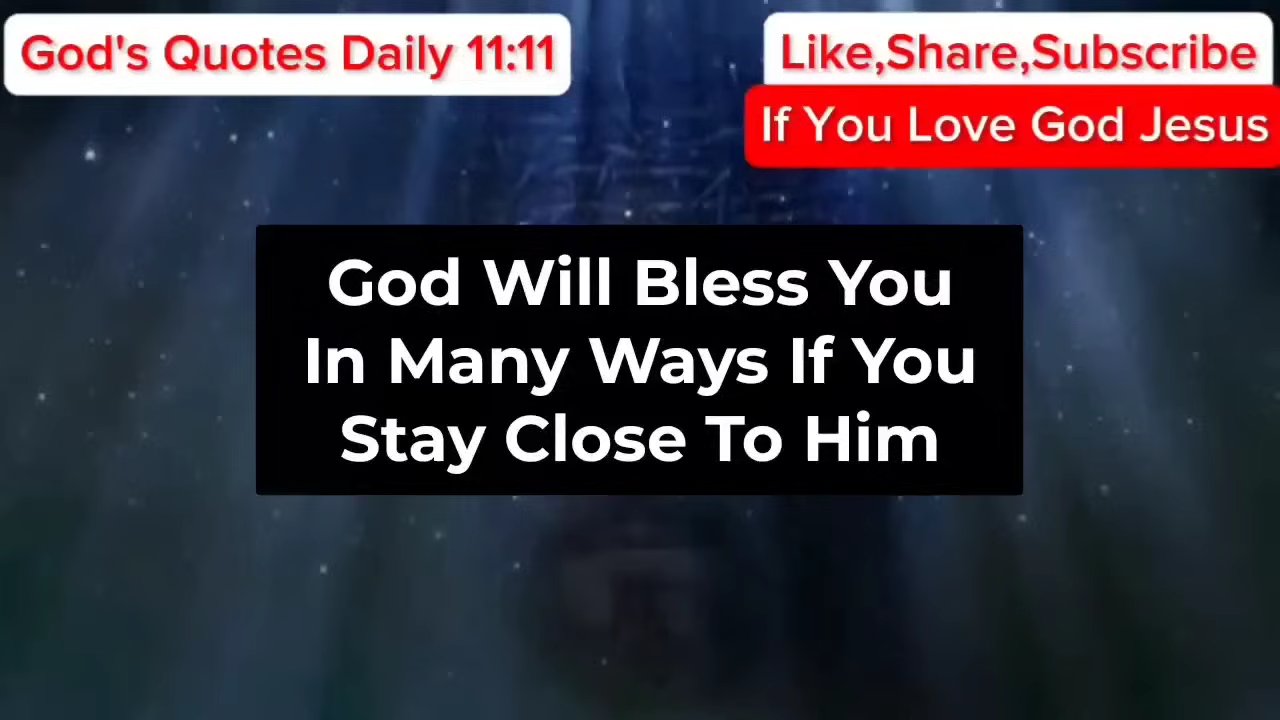 God's Quotes Daily 11:11
Like,Share,Subscribe
If You Love God Jesus
God Will Bless You
In Many Ways If You
Stay Close To Him